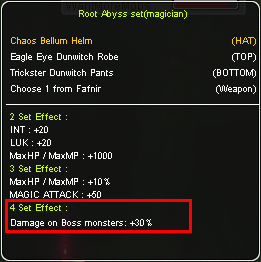 Root Abyss set(magician)
Chaos Bellum Helm (HAT)
Eagle Eye Dunwitch Robe (TOP)
Trickster Dunwitch Pants (BOTTOM)
Choose 1 from Fafnir (Weapon)
2 Set Effect :
INT : +20
LUK : +20
MaxHP / MaxMP : +1000
3 Set Effect :
MaxHP / MaxMP : +10%
MAGIC ATTACK : +50
4 Set Effect :
Damage on Boss monsters: +30%